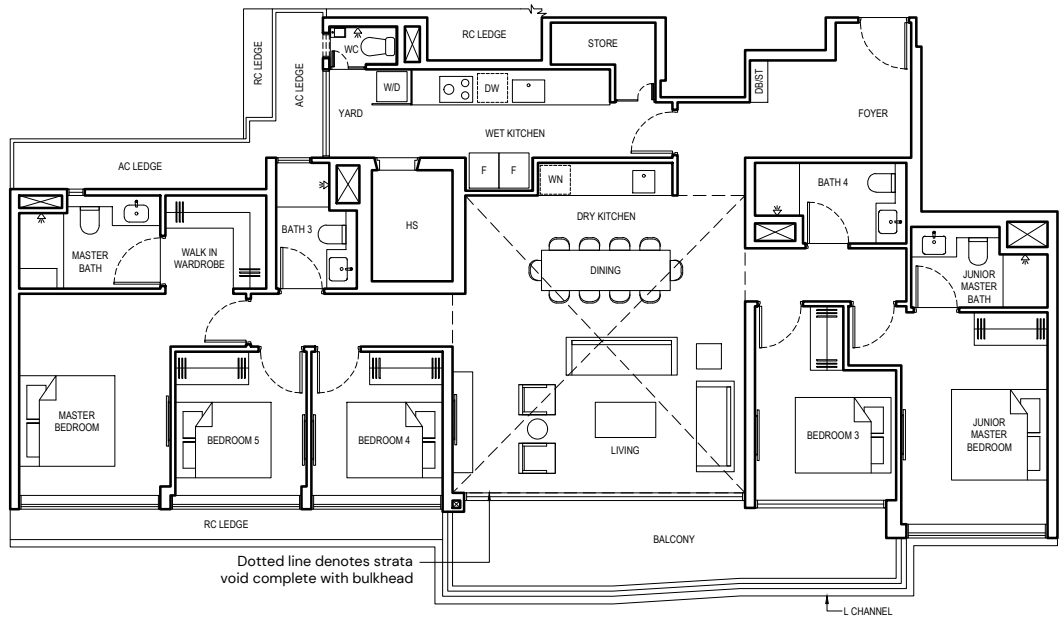 RC LEDGE
STORE
WC
RC LEDGE
AC LEDGE
W/D
DW
DB/ST
YARD
FOYER
WET KITCHEN
AC LEDGE
F
F
WN
BATH 4
HS
BATH 3
DRY KITCHEN
MASTER
BATH
WALK IN
WARDROBE
DINING
JUNIOR
MASTER
BATH
MASTER
BEDROOM
BEDROOM 5
BEDROOM 4
LIVING
BEDROOM 3
JUNIOR
MASTER
BEDROOM
RC LEDGE
BALCONY
Dotted line denotes strata
void complete with bulkhead
L CHANNEL